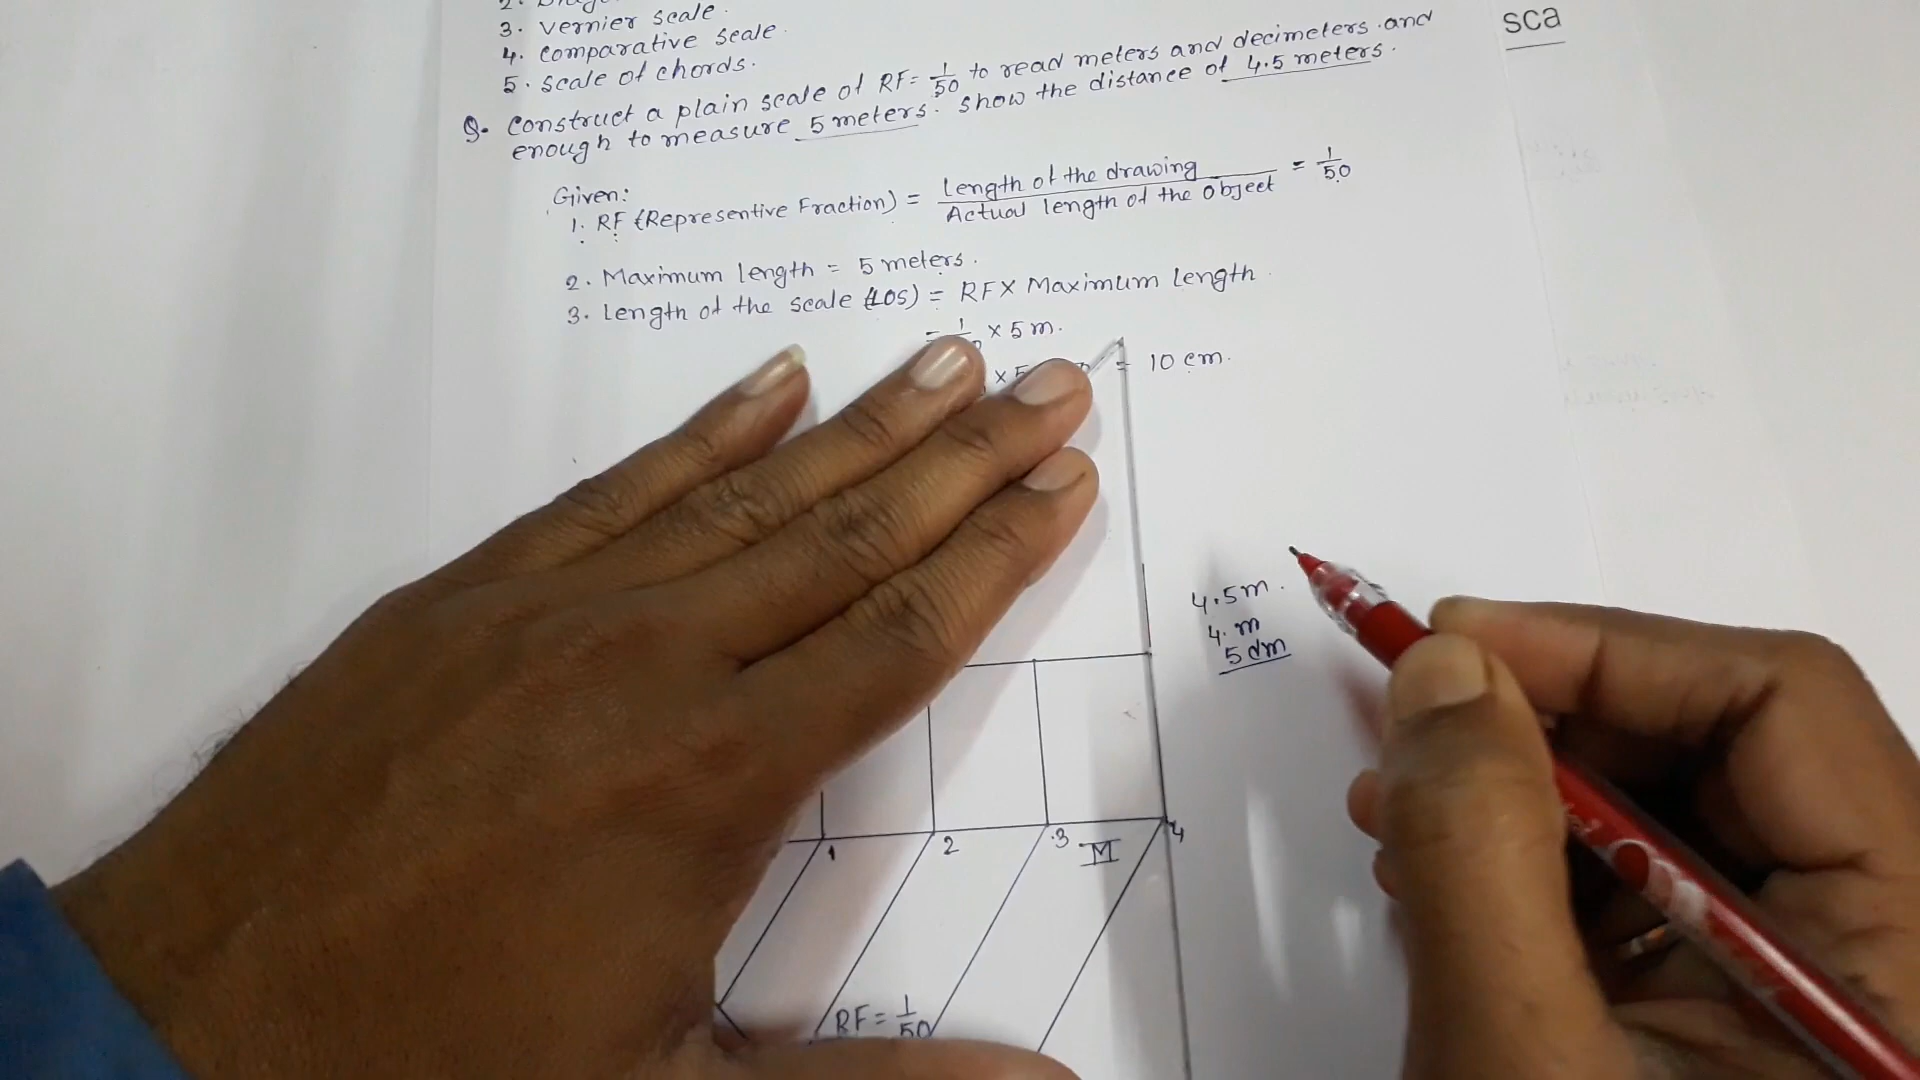 3. Vernier scale.
4. comparative scale.
5. scale of chords.
sca
Q. construct a plain scale of RF = 1/50 to read meters and decimeters. and
enough to measure 5 meters. show the distance of 4.5 meters.
Given:
1. RF (Representive Fraction) = Length of the drawing / Actual length of the object = 1/50
2. Maximum length = 5 meters.
3. Length of the scale (LOS) = RF X Maximum Length
× 5 m.
= 10 cm.
4.5m.
4. m
5 dm
1 2 3 M 4
RF = 1/50